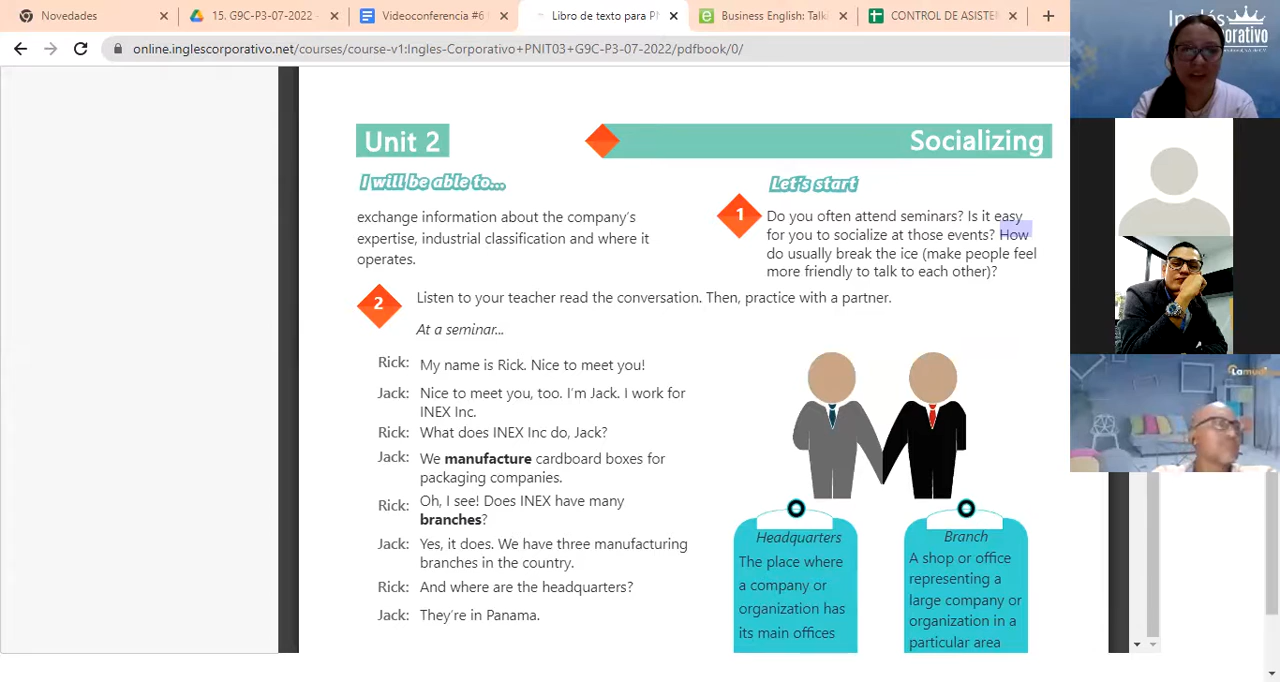 Novedades
15. G9C-P3-07-2022 -
Videoconferencia #6
Libro de texto para PN
Business English: Talki
CONTROL DE ASISTE
online.inglescorporativo.net/courses/course-v1:Ingles-Corporativo+PNIT03+G9C-P3-07-2022/pdfbook/0/
Inglés
orativo
Unit 2
Socializing
I will be able to...
exchange information about the company's
expertise, industrial classification and where it
operates.
Let's start
1
Do you often attend seminars? Is it easy
for you to socialize at those events? How
do usually break the ice (make people feel
more friendly to talk to each other)?
2
Listen to your teacher read the conversation. Then, practice with a partner.
At a seminar...
Rick: My name is Rick. Nice to meet you!
Jack: Nice to meet you, too. I'm Jack. I work for
INEX Inc.
Rick: What does INEX Inc do, Jack?
Jack: We manufacture cardboard boxes for
packaging companies.
Rick: Oh, I see! Does INEX have many
branches?
Jack: Yes, it does. We have three manufacturing
branches in the country.
Rick: And where are the headquarters?
Jack: They're in Panama.
Headquarters
The place where
a company or
organization has
its main offices
Branch
A shop or office
representing a
large company or
organization in a
particular area